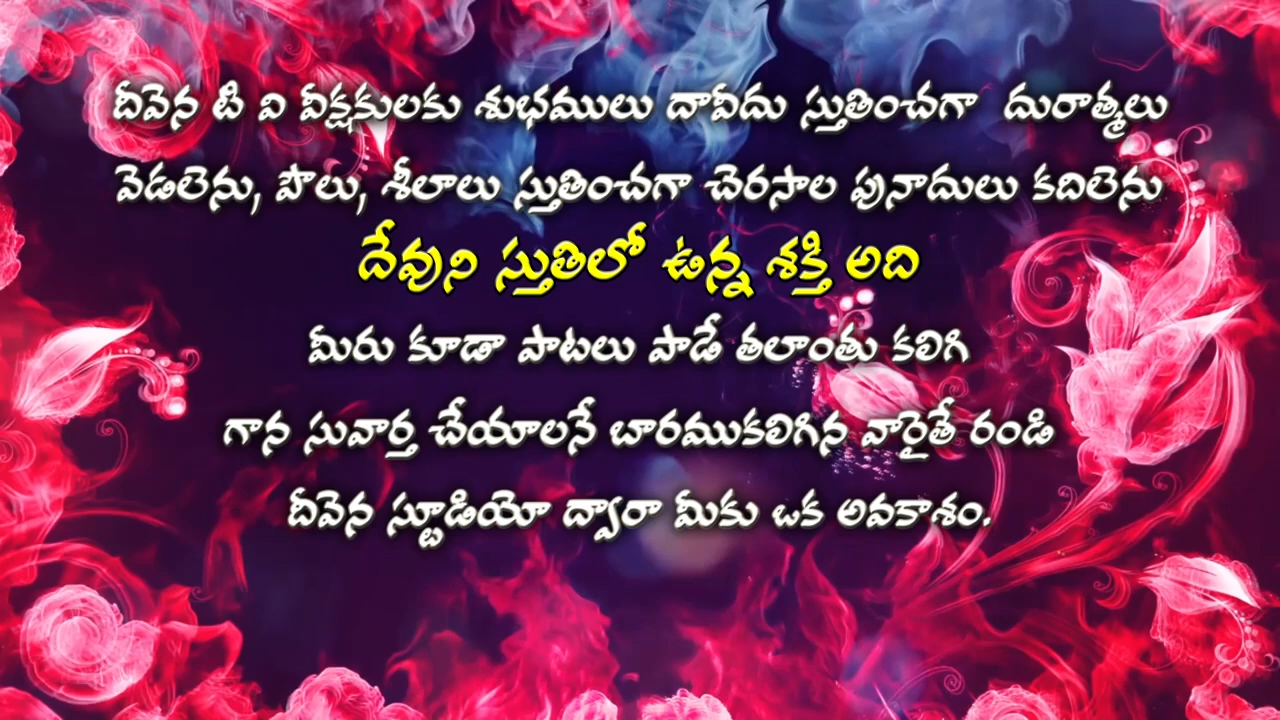 దీవెన టి వి వీక్షకులకు శుభములు దావీదు స్తుతించగా దురాత్మలు
వెడలెను, పౌలు, శీలాలు స్తుతించగా చెరసాల పునాదులు కదిలెను
దేవుని స్తుతిలో ఉన్న శక్తి అది
మీరు కూడా పాటలు పాడే తలాంతు కలిగి
గాన సువార్త చేయాలనే బారముకలిగిన వారైతే రండి
దీవెన స్టూడియో ద్వారా మీకు ఒక అవకాశం.